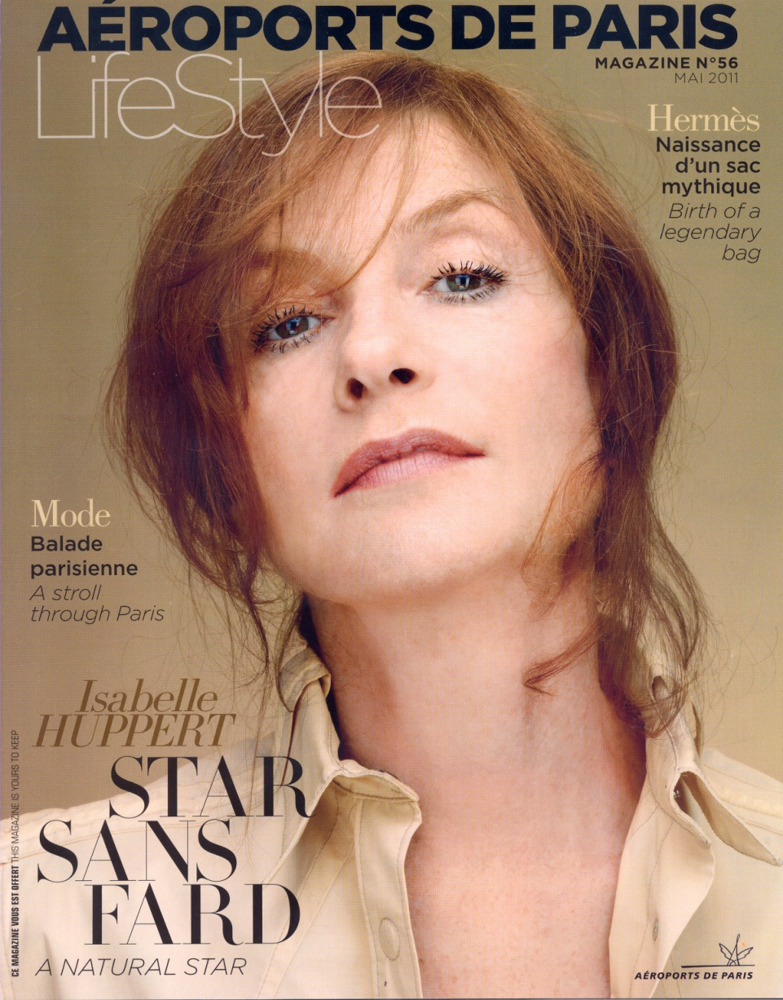 AÉROPORTS DE PARIS
LifeStyle
MAGAZINE N°56
MAI 2011
Hermès
Naissance
d'un sac
mythique
Birth of a
legendary
bag
Mode
Balade
parisienne
A stroll
through Paris
Isabelle
HUPPERT
STAR
SANS
FARD
A NATURAL STAR
CE MAGAZINE VOUS EST OFFERT THIS MAGAZINE IS YOURS TO KEEP
AÉROPORTS DE PARIS